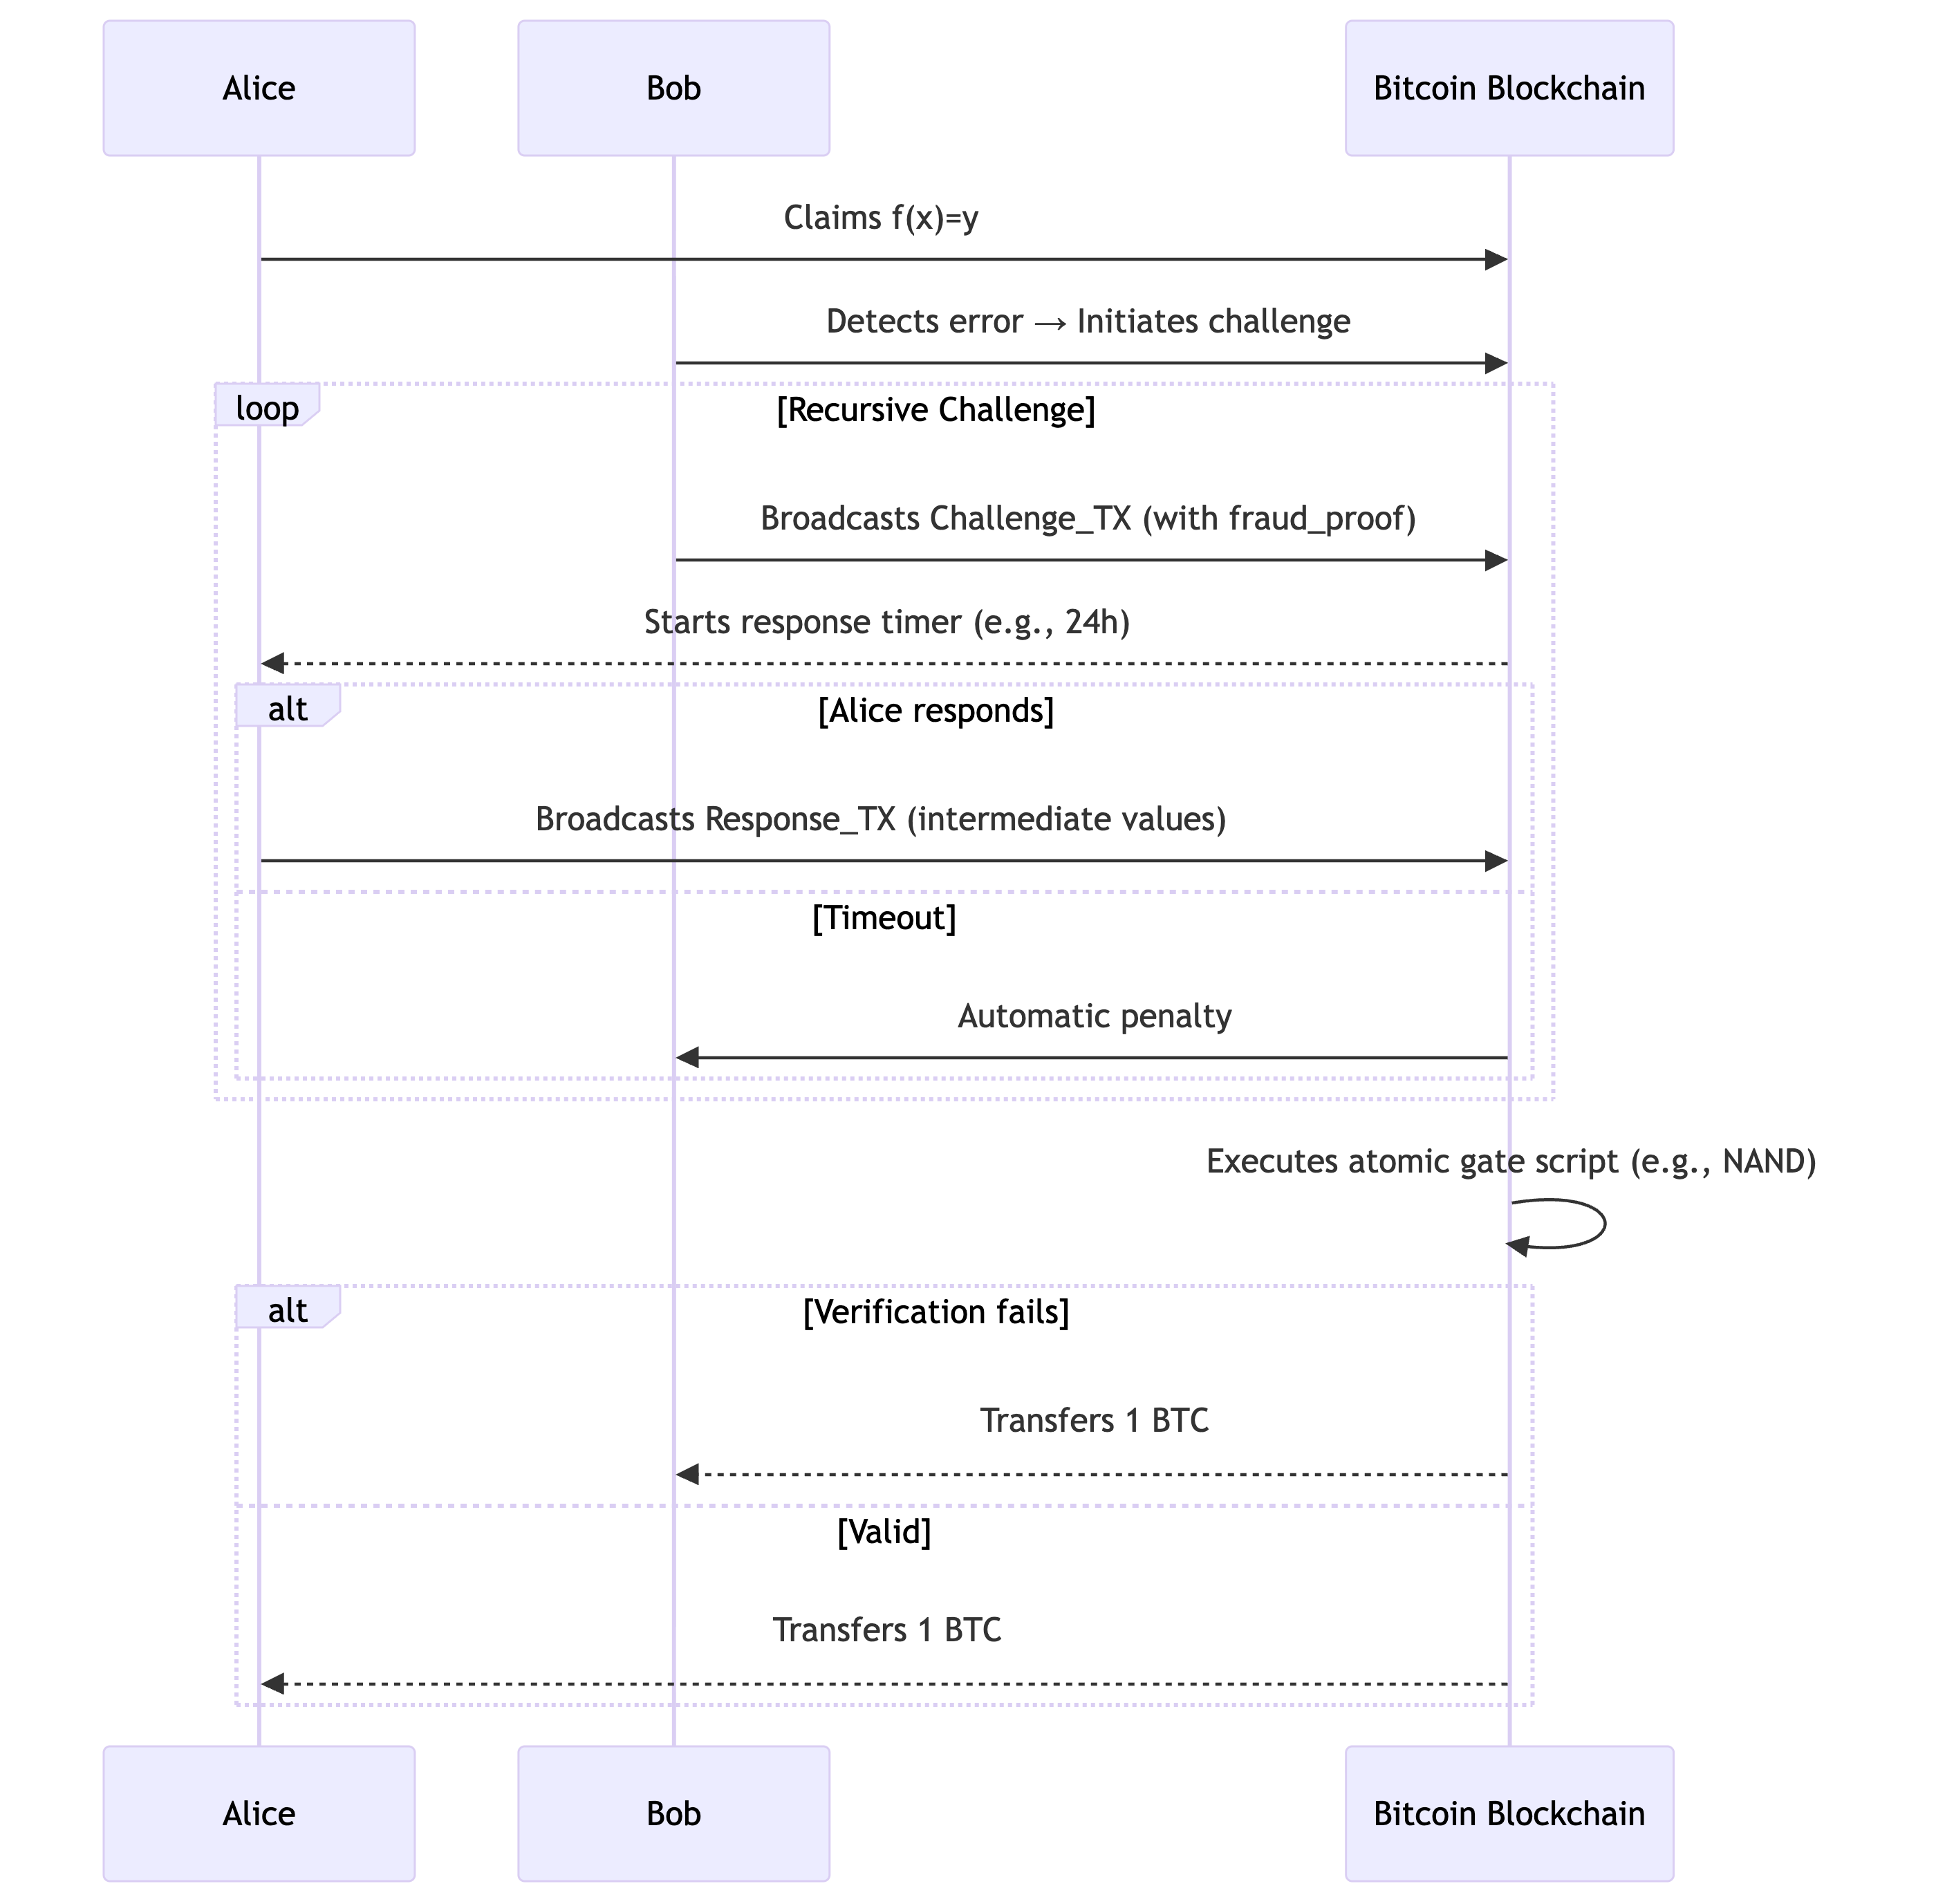 Alice
Bob
Bitcoin Blockchain
Claims f(x)=y
Detects error → Initiates challenge
loop
[Recursive Challenge]
Broadcasts Challenge_TX (with fraud_proof)
Starts response timer (e.g., 24h)
alt
[Alice responds]
Broadcasts Response_TX (intermediate values)
[Timeout]
Automatic penalty
Executes atomic gate script (e.g., NAND)
alt
[Verification fails]
Transfers 1 BTC
[Valid]
Transfers 1 BTC
Alice
Bob
Bitcoin Blockchain